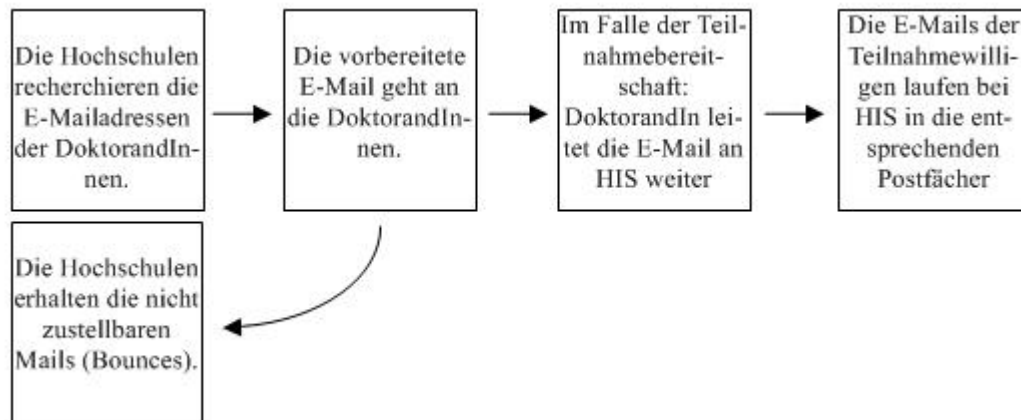 Die Hochschulen
recherchieren die
E-Mailadressen
der DoktorandIn-
nen.
Die vorbereitete
E-Mail geht an
die DoktorandIn-
nen.
Im Falle der Teil-
nahmebereit-
schaft:
DoktorandIn lei-
tet die E-Mail an
HIS weiter
Die E-Mails der
Teilnahmewilli-
gen laufen bei
HIS in die ent-
sprechenden
Postfächer
Die Hochschulen
erhalten die nicht
zustellbaren
Mails (Bounces).